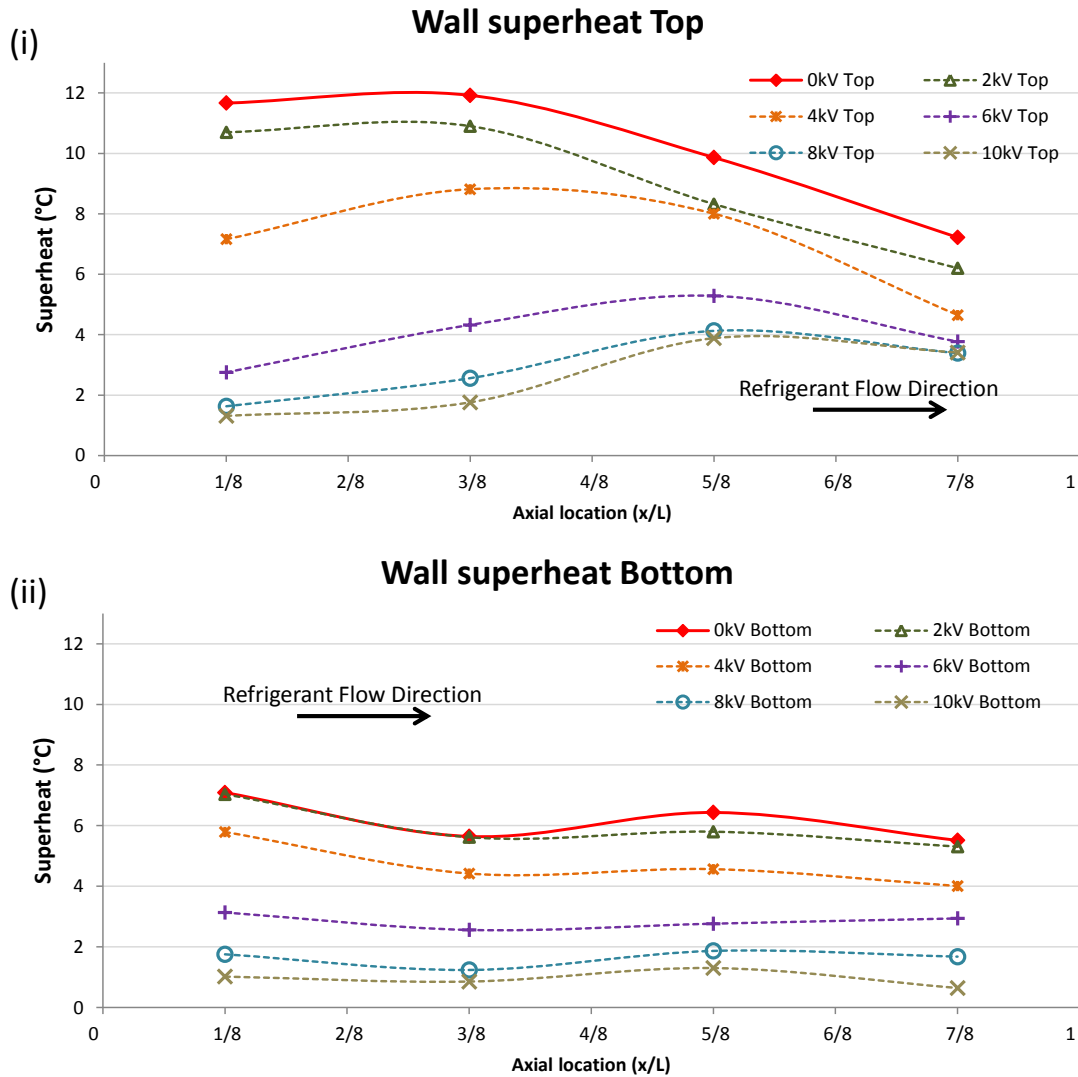 (i)
Wall superheat Top
0kV Top
2kV Top
4kV Top
6kV Top
8kV Top
10kV Top
12
10
8
6
4
2
0
Superheat (°C)
Refrigerant Flow Direction
0 1/8 2/8 3/8 4/8 5/8 6/8 7/8 1
Axial location (x/L)
(ii)
Wall superheat Bottom
0kV Bottom
2kV Bottom
4kV Bottom
6kV Bottom
8kV Bottom
10kV Bottom
12
10
8
6
4
2
0
Superheat (°C)
Refrigerant Flow Direction
0 1/8 2/8 3/8 4/8 5/8 6/8 7/8 1
Axial location (x/L)